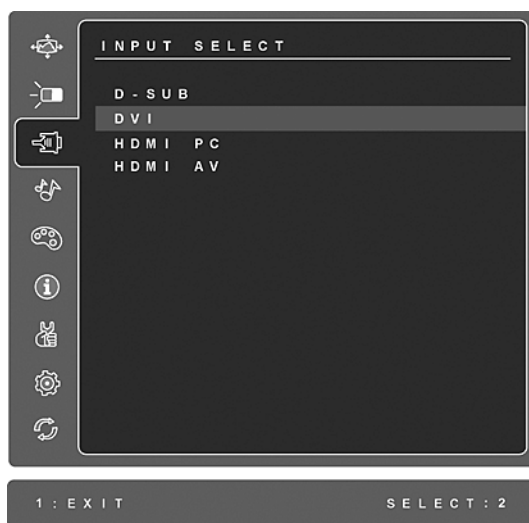 INPUT SELECT
D-SUB
DVI
HDMI PC
HDMI AV
1:EXIT SELECT:2